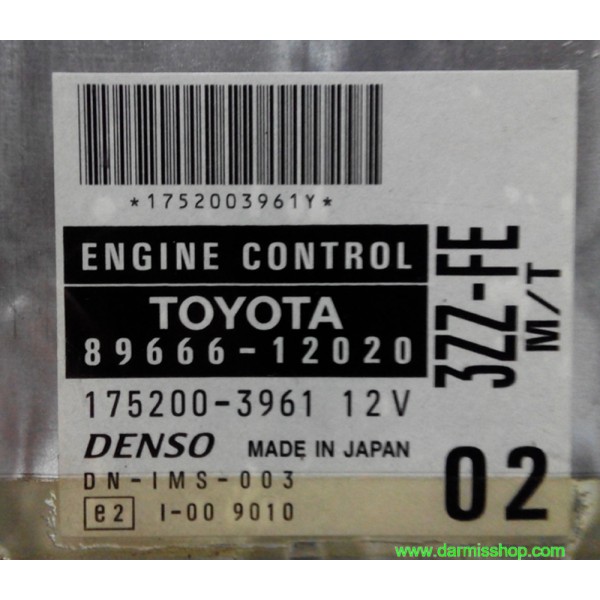 *1752003961Y*
ENGINE CONTROL
TOYOTA
89666-12020
3ZZ-FE
M/T
175200-3961 12V
DENSO MADE IN JAPAN
DN-IMS-003
02
e2 I-00 9010
www.darmisshop.com